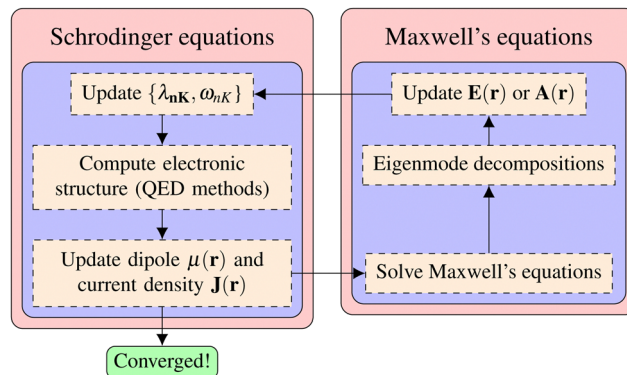 Schrodinger equations
Update {λnK, ωnK}
Compute electronic
structure (QED methods)
Update dipole μ(r) and
current density J(r)
Converged!
Maxwell's equations
Update E(r) or A(r)
Eigenmode decompositions
Solve Maxwell's equations